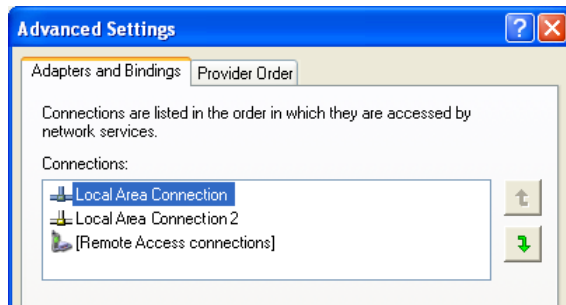 Advanced Settings
Adapters and Bindings
Provider Order
Connections are listed in the order in which they are accessed by
network services.
Connections:
Local Area Connection
Local Area Connection 2
[Remote Access connections]